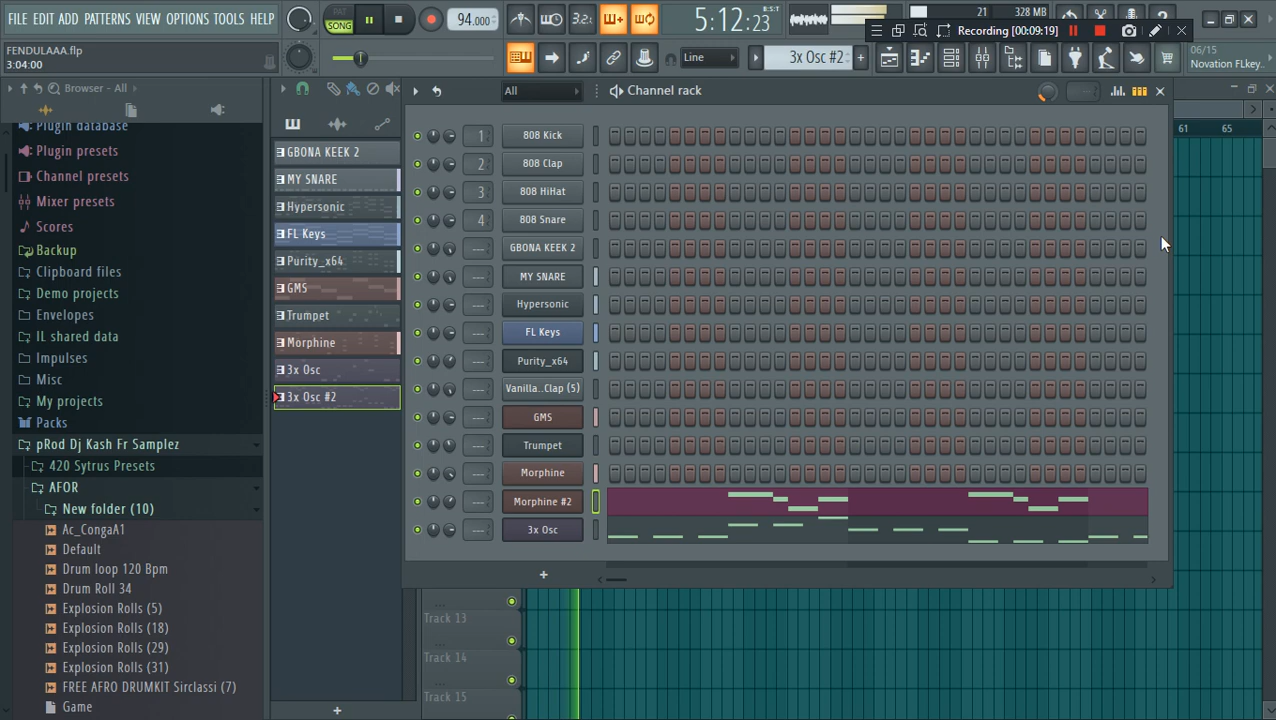 FILE EDIT ADD PATTERNS VIEW OPTIONS TOOLS HELP
PAT
SONG
94.000
3.2
5:12:23
B:S:T
21
328 MB
Recording [00:09:19]
FENDULAAA.flp
3:04:00
Line
3x Osc #2
06/15
Novation FLkey..
Browser - All
All
Channel rack
Plugin database
Plugin presets
Channel presets
Mixer presets
Scores
Backup
Clipboard files
Demo projects
Envelopes
IL shared data
Impulses
Misc
My projects
Packs
pRod Dj Kash Fr Samplez
420 Sytrus Presets
AFOR
New folder (10)
Ac_CongaA1
Default
Drum loop 120 Bpm
Drum Roll 34
Explosion Rolls (5)
Explosion Rolls (18)
Explosion Rolls (29)
Explosion Rolls (31)
FREE AFRO DRUMKIT Sirclassi (7)
Game
GBONA KEEK 2
MY SNARE
Hypersonic
FL Keys
Purity_x64
GMS
Trumpet
Morphine
3x Osc
3x Osc #2
1 808 Kick
2 808 Clap
3 808 HiHat
4 808 Snare
--- GBONA KEEK 2
--- MY SNARE
--- Hypersonic
--- FL Keys
--- Purity_x64
--- Vanilla..Clap (5)
--- GMS
--- Trumpet
--- Morphine
--- Morphine #2
--- 3x Osc
61 65
Track 13
Track 14
Track 15